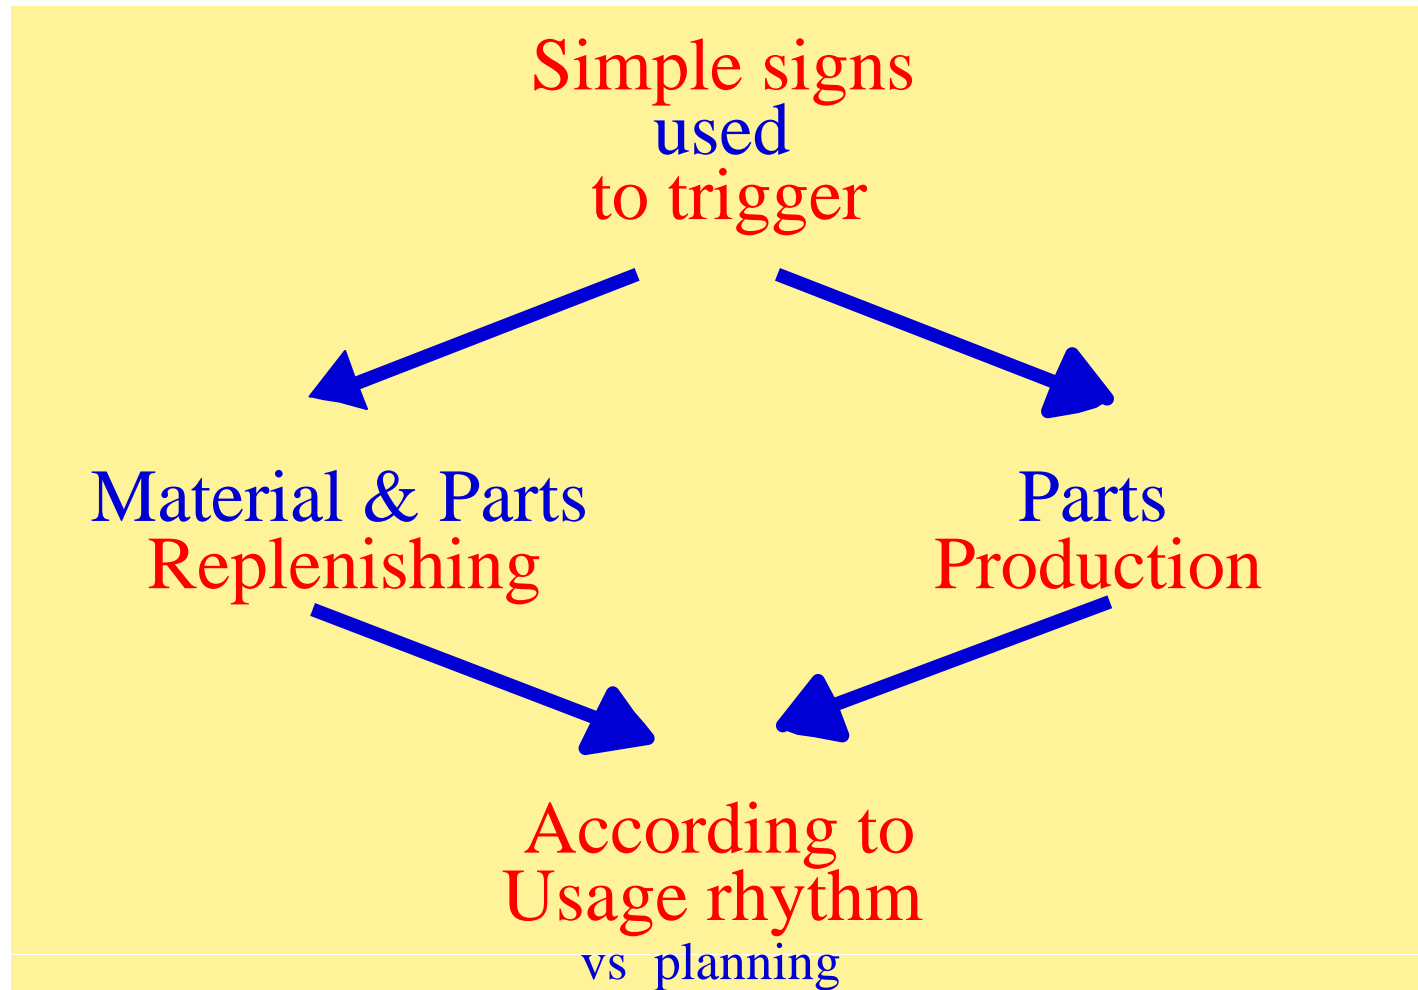 Simple signs
used
to trigger
Material & Parts
Replenishing
Parts
Production
According to
Usage rhythm
vs planning